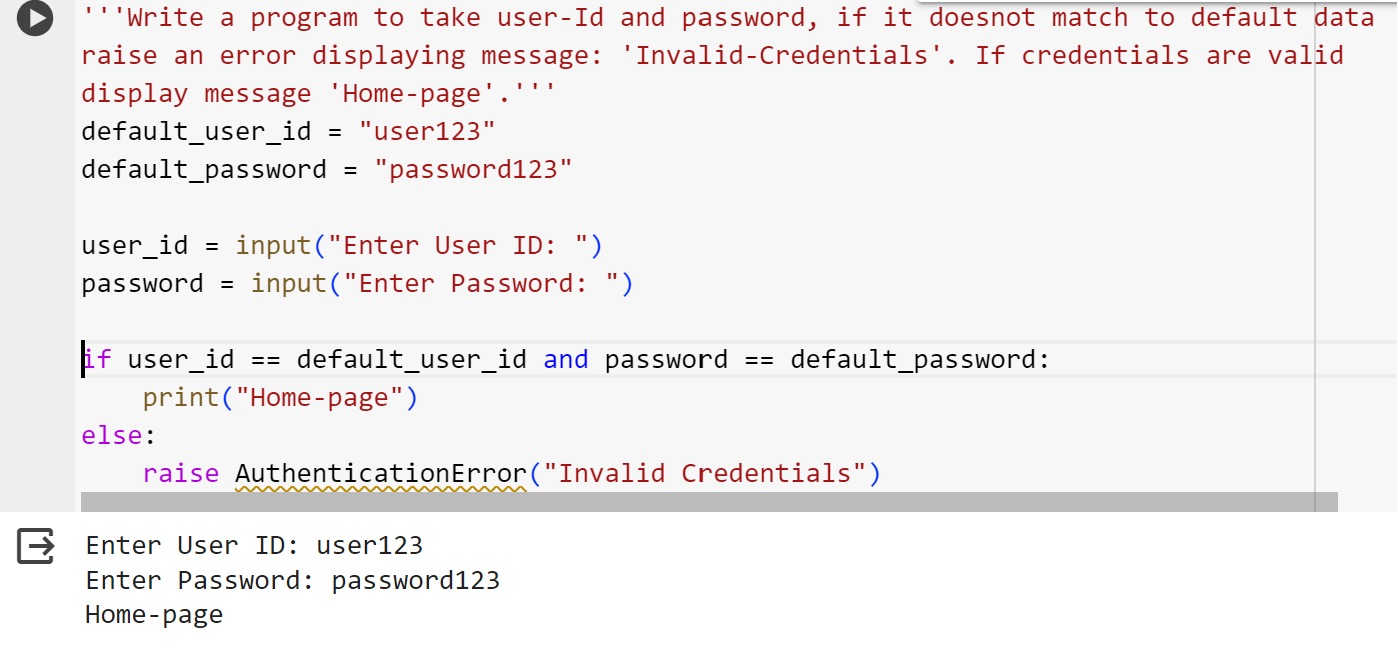 '''Write a program to take user-Id and password, if it doesnot match to default data
raise an error displaying message: 'Invalid-Credentials'. If credentials are valid
display message 'Home-page'.'''
default_user_id = "user123"
default_password = "password123"
user_id = input("Enter User ID: ")
password = input("Enter Password: ")
if user_id == default_user_id and password == default_password:
    print("Home-page")
else:
    raise AuthenticationError("Invalid Credentials")
Enter User ID: user123
Enter Password: password123
Home-page